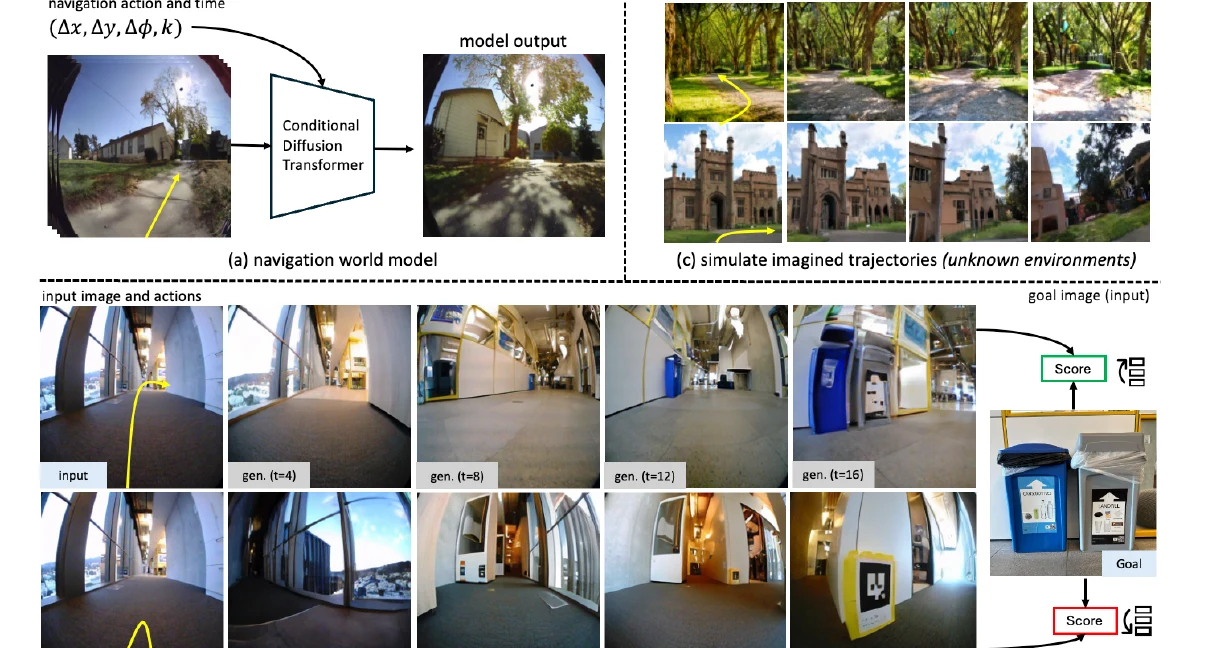 navigation action and time
(Δx, Δy, Δϕ, k)
model output
Conditional
Diffusion
Transformer
(a) navigation world model
(c) simulate imagined trajectories (unknown environments)
input image and actions
goal image (input)
Score
input
gen. (t=4)
gen. (t=8)
gen. (t=12)
gen. (t=16)
LANDFILL
Goal
Score